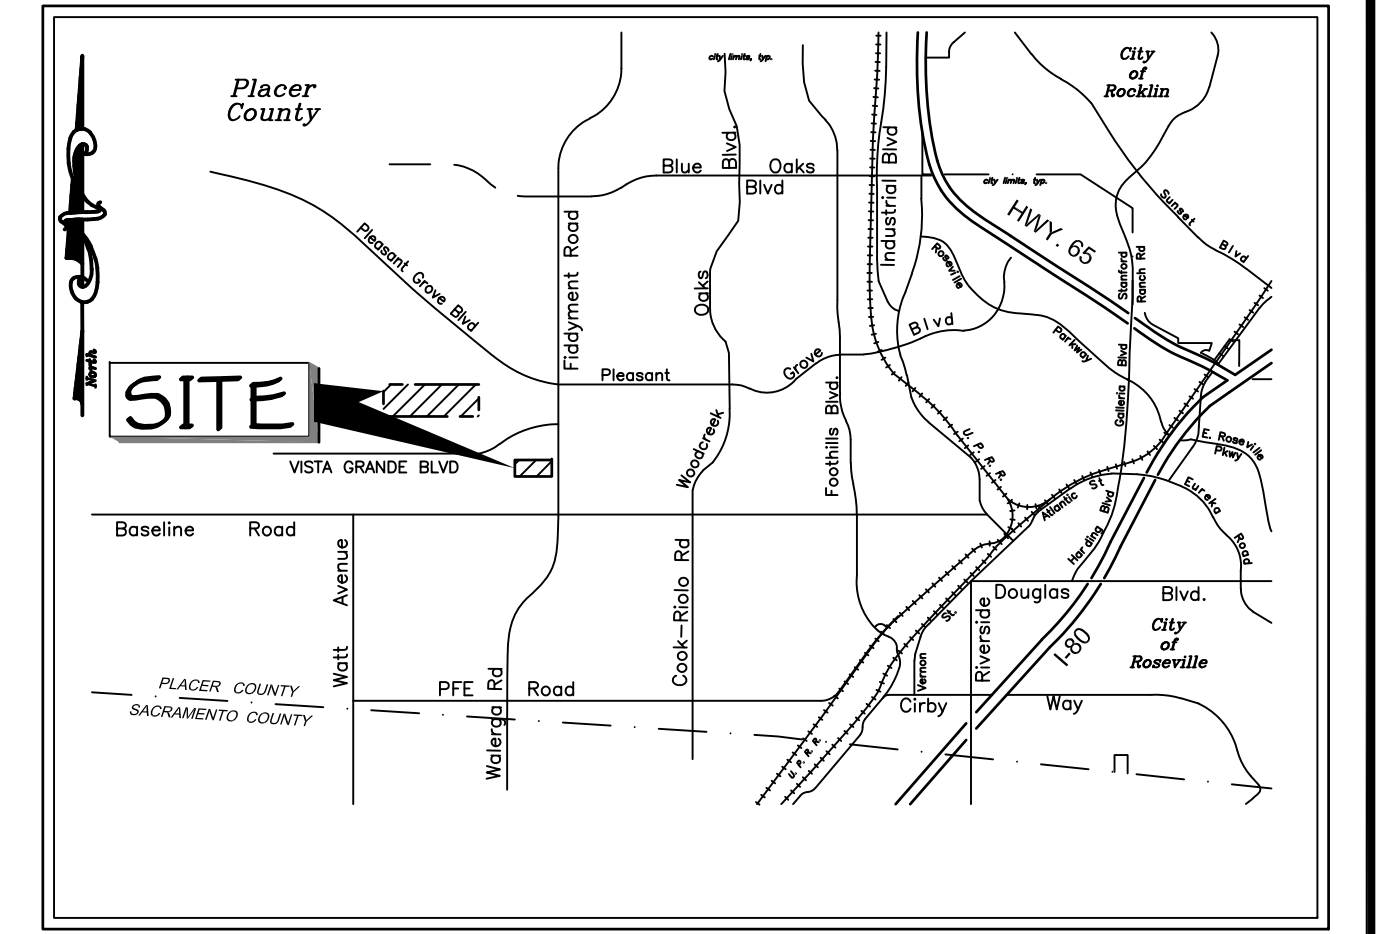 city limits, typ.
City
of
Rocklin
Placer
County
Blvd.
Industrial Blvd
Blue Oaks
Blvd
city limits, typ.
Sunset Blvd
HWY. 65
Fiddyment Road
Pleasant Grove Blvd
Roseville
Parkway
Stanford
Ranch Rd
Oaks
North
Blvd
Grove
Pleasant
Galleria Blvd
SITE
Foothills Blvd.
Woodcreek
U. P. R. R.
E. Roseville
Pkwy
VISTA GRANDE BLVD
Atlantic St
Eureka Road
Harding Blvd
Baseline Road
Watt Avenue
Cook-Riolo Rd
Douglas Blvd.
Riverside
St.
Vernon
City
of
Roseville
I-80
PLACER COUNTY
SACRAMENTO COUNTY
PFE Road
Walerga Rd
Cirby Way
U. P. R. R.